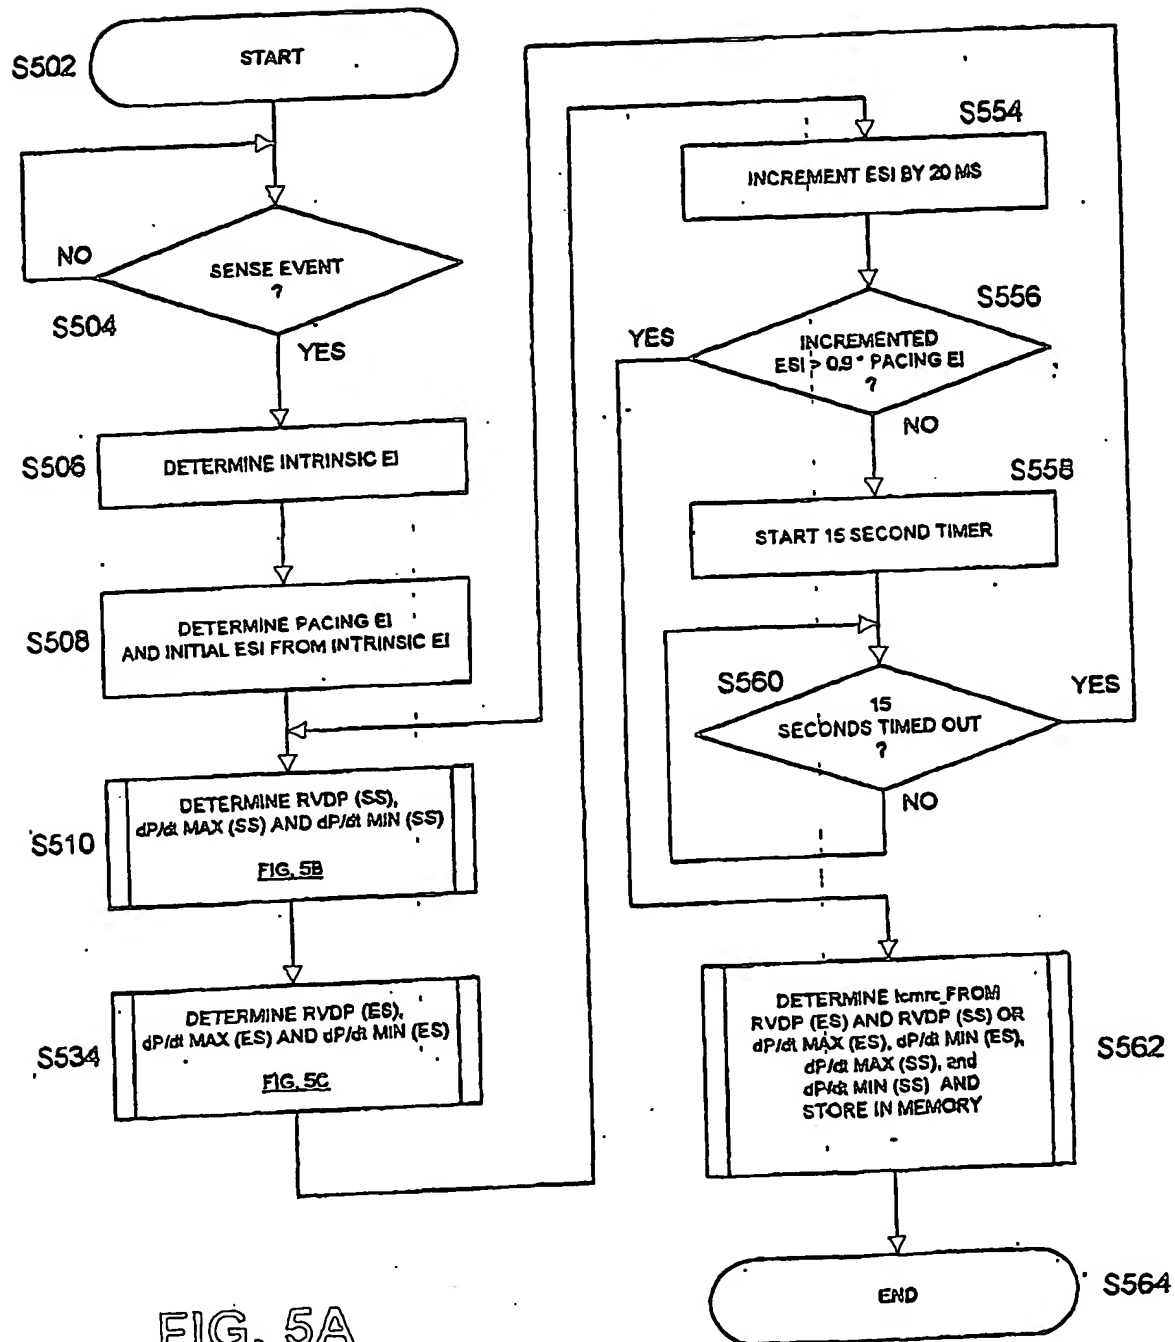 S502
START
NO
SENSE EVENT
?
S504
YES
S506
DETERMINE INTRINSIC EI
S508
DETERMINE PACING EI
AND INITIAL ESI FROM INTRINSIC EI
S510
DETERMINE RVDP (SS),
dP/dt MAX (SS) AND dP/dt MIN (SS)
FIG. 5B
S534
DETERMINE RVDP (ES),
dP/dt MAX (ES) AND dP/dt MIN (ES)
FIG. 5C
S554
INCREMENT ESI BY 20 MS
S556
YES
INCREMENTED
ESI > 0.9 * PACING EI
?
NO
S558
START 15 SECOND TIMER
S560
YES
15
SECONDS TIMED OUT
?
NO
DETERMINE tcmrc FROM
RVDP (ES) AND RVDP (SS) OR
dP/dt MAX (ES), dP/dt MIN (ES),
dP/dt MAX (SS), and
dP/dt MIN (SS) AND
STORE IN MEMORY
S562
END
S564
FIG. 5A